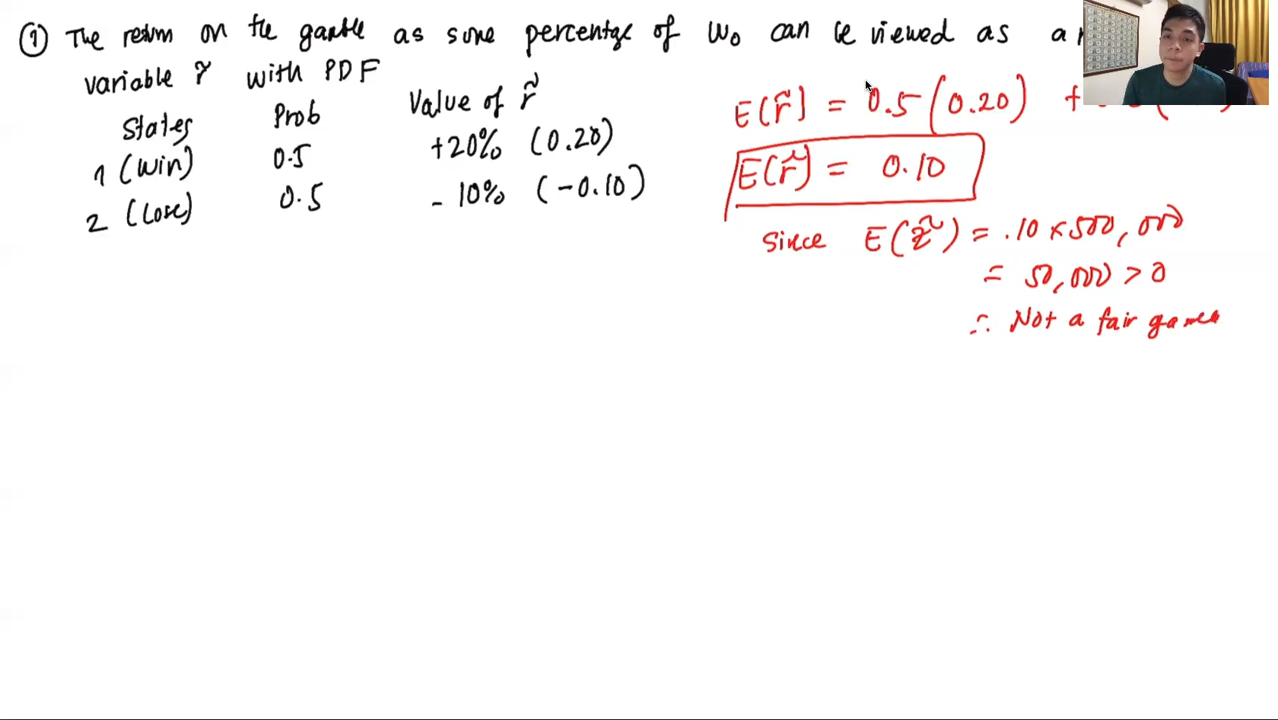 ① The return on the gamble as some percentage of W₀ can be viewed as a r
variable r̃ with PDF
States Prob Value of r̃
1 (Win) 0.5 +20% (0.20)
2 (Lose) 0.5 - 10% (-0.10)
E(r̃) = 0.5 (0.20) +
E(r̃) = 0.10
Since E(z̃) = .10 × 500,000
= 50,000 > 0
∴ Not a fair game